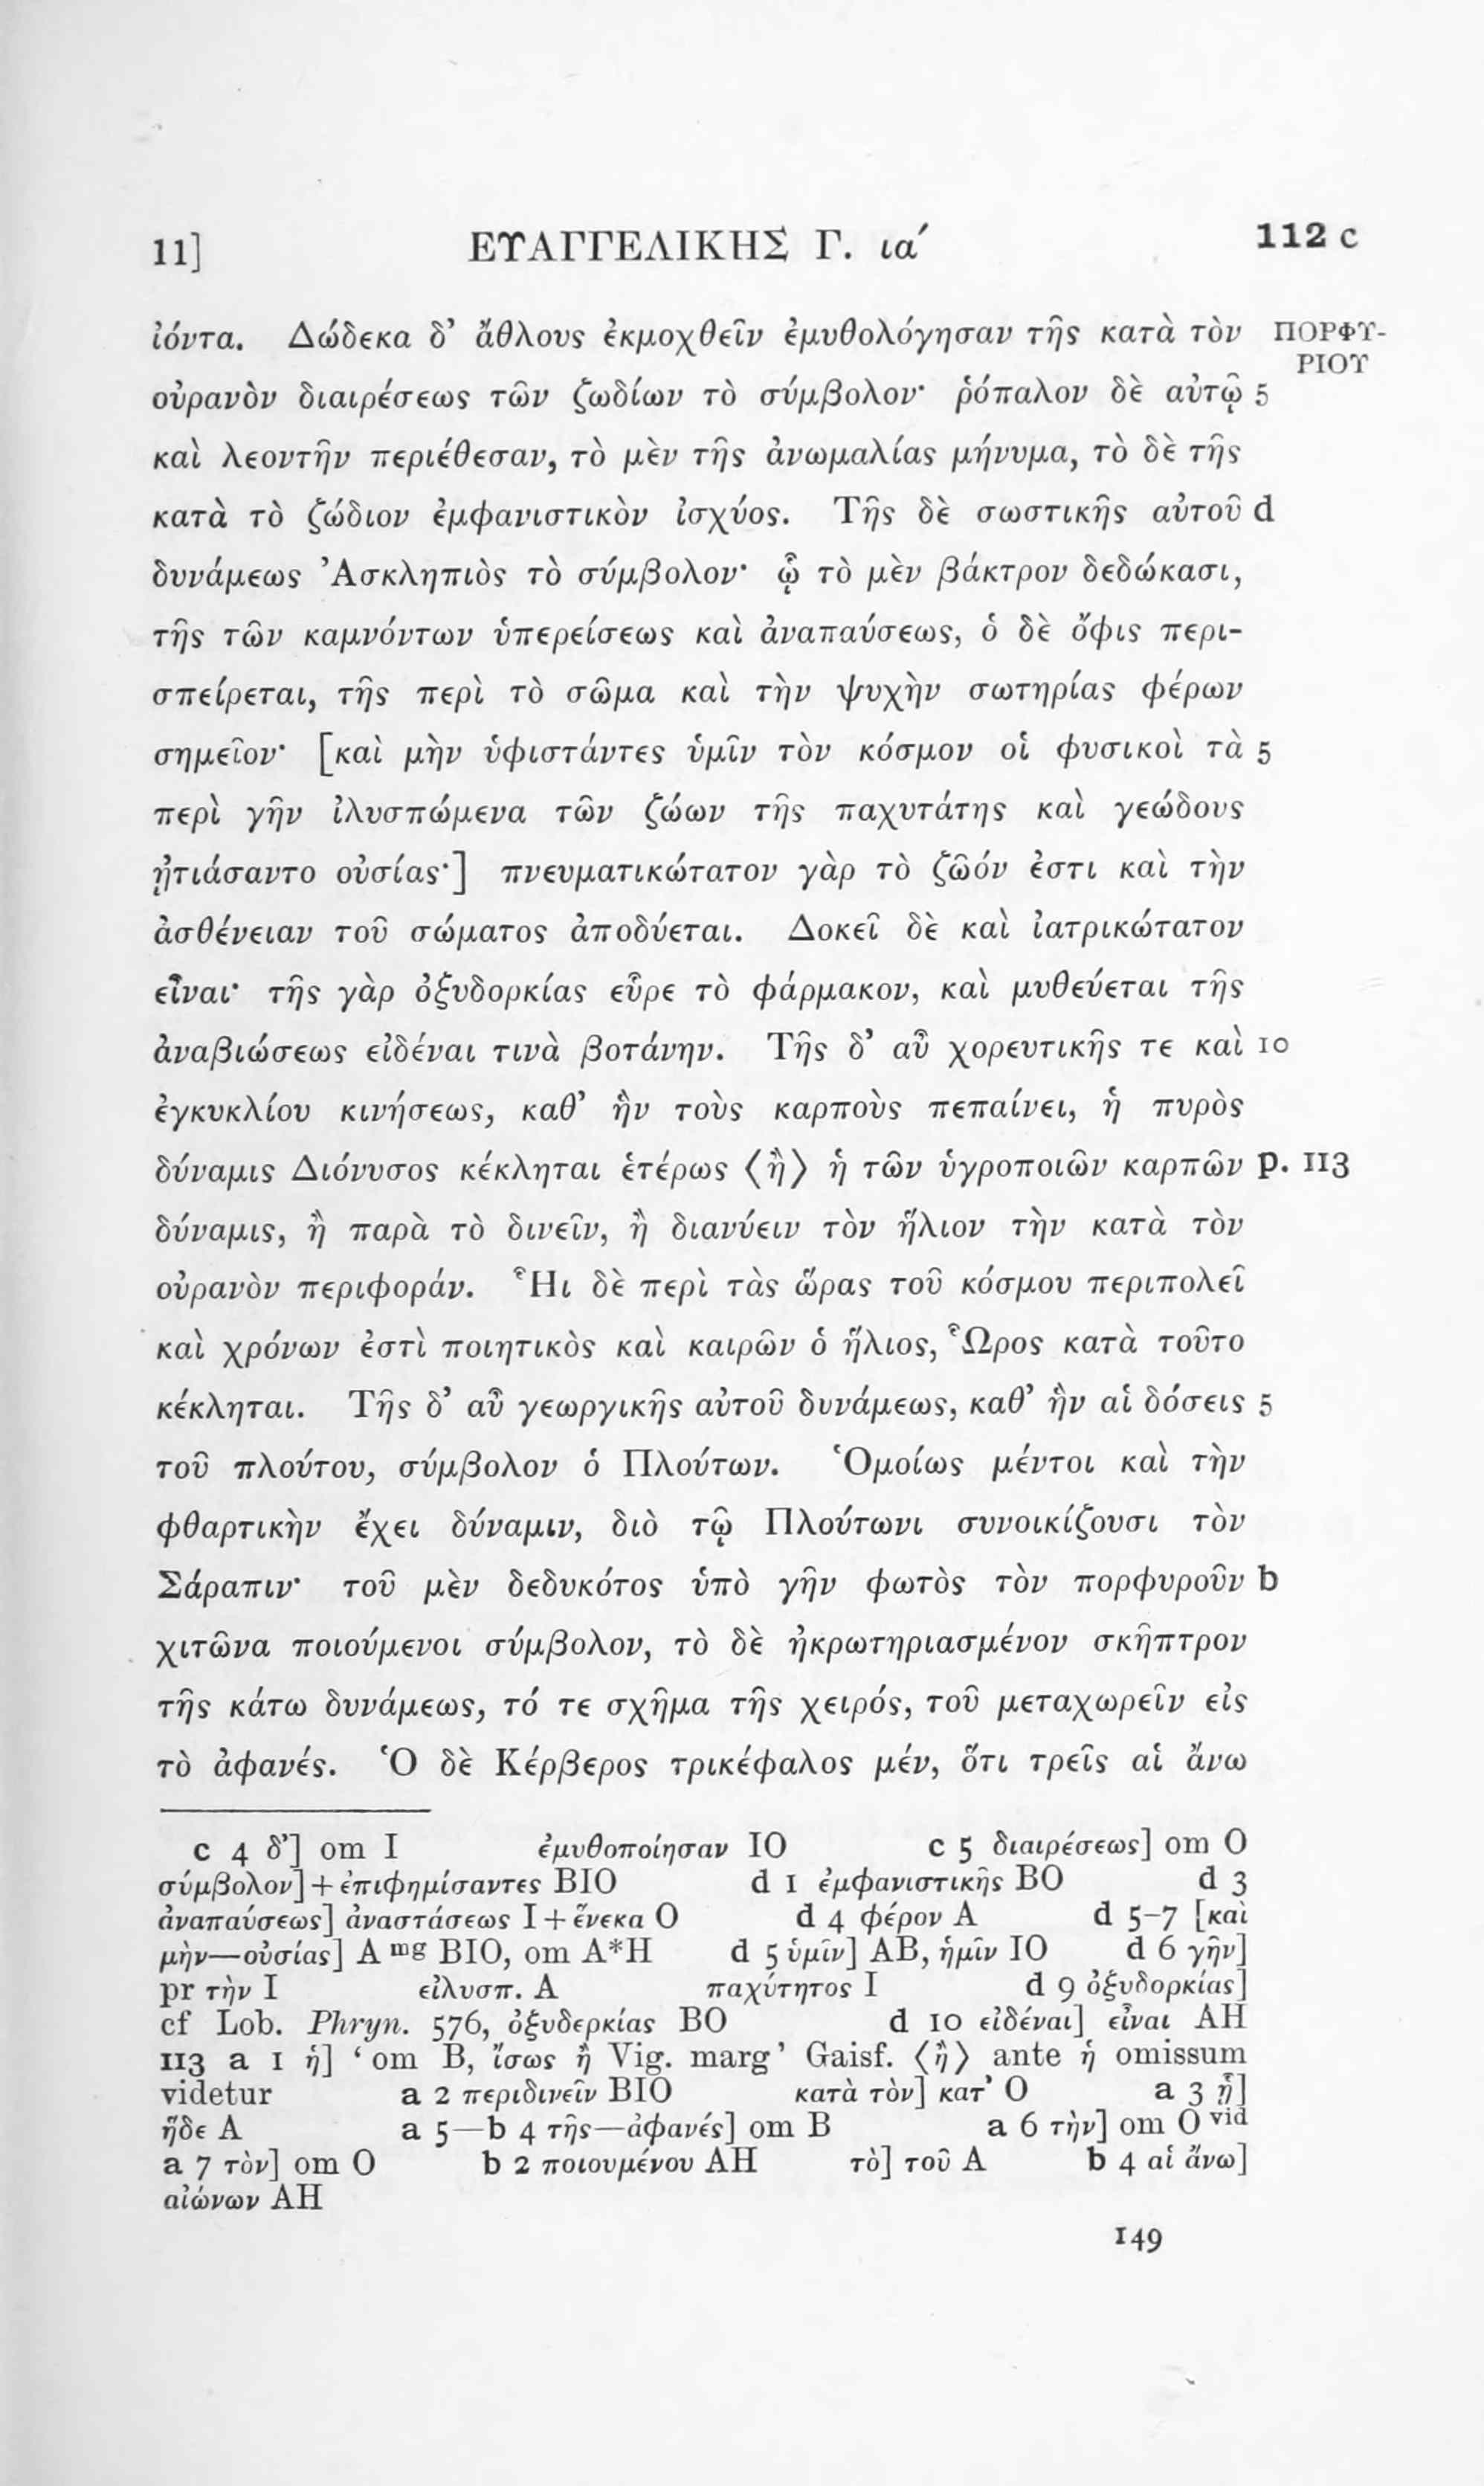 11] ΕΥΑΓΓΕΛΙΚΗΣ Γ. ια´ 112 c
ἰόντα. Δώδεκα δ’ ἄθλους ἐκμοχθεῖν ἐμυθολόγησαν τῆς κατὰ τὸν ΠΟΡΦΥ-
ΡΙΟΥ
οὐρανὸν διαιρέσεως τῶν ζωδίων τὸ σύμβολον· ῥόπαλον δὲ αὐτῷ 5
καὶ λεοντῆν περιέθεσαν, τὸ μὲν τῆς ἀνωμαλίας μήνυμα, τὸ δὲ τῆς
κατὰ τὸ ζώδιον ἐμφανιστικὸν ἰσχύος. Τῆς δὲ σωστικῆς αὐτοῦ d
δυνάμεως Ἀσκληπιὸς τὸ σύμβολον· ᾧ τὸ μὲν βάκτρον δεδώκασι,
τῆς τῶν καμνόντων ὑπερείσεως καὶ ἀναπαύσεως, ὁ δὲ ὄφις περι-
σπείρεται, τῆς περὶ τὸ σῶμα καὶ τὴν ψυχὴν σωτηρίας φέρων
σημεῖον· [καὶ μὴν ὑφιστάντες ὑμῖν τὸν κόσμον οἱ φυσικοὶ τὰ 5
περὶ γῆν ἰλυσπώμενα τῶν ζώων τῆς παχυτάτης καὶ γεώδους
ᾐτιάσαντο οὐσίας·] πνευματικώτατον γὰρ τὸ ζῶόν ἐστι καὶ τὴν
ἀσθένειαν τοῦ σώματος ἀποδύεται. Δοκεῖ δὲ καὶ ἰατρικώτατον
εἶναι· τῆς γὰρ ὀξυδορκίας εὗρε τὸ φάρμακον, καὶ μυθεύεται τῆς
ἀναβιώσεως εἰδέναι τινὰ βοτάνην. Τῆς δ’ αὖ χορευτικῆς τε καὶ 10
ἐγκυκλίου κινήσεως, καθ’ ἣν τοὺς καρποὺς πεπαίνει, ἡ πυρὸς
δύναμις Διόνυσος κέκληται ἑτέρως ⟨ἢ⟩ ἡ τῶν ὑγροποιῶν καρπῶν p. 113
δύναμις, ἢ παρὰ τὸ δινεῖν, ἢ διανύειν τὸν ἥλιον τὴν κατὰ τὸν
οὐρανὸν περιφοράν. Ἧι δὲ περὶ τὰς ὥρας τοῦ κόσμου περιπολεῖ
καὶ χρόνων ἐστὶ ποιητικὸς καὶ καιρῶν ὁ ἥλιος, Ὧρος κατὰ τοῦτο
κέκληται. Τῆς δ’ αὖ γεωργικῆς αὐτοῦ δυνάμεως, καθ’ ἣν αἱ δόσεις 5
τοῦ πλούτου, σύμβολον ὁ Πλούτων. Ὁμοίως μέντοι καὶ τὴν
φθαρτικὴν ἔχει δύναμιν, διὸ τῷ Πλούτωνι συνοικίζουσι τὸν
Σάραπιν· τοῦ μὲν δεδυκότος ὑπὸ γῆν φωτὸς τὸν πορφυροῦν b
χιτῶνα ποιούμενοι σύμβολον, τὸ δὲ ἠκρωτηριασμένον σκῆπτρον
τῆς κάτω δυνάμεως, τό τε σχῆμα τῆς χειρός, τοῦ μεταχωρεῖν εἰς
τὸ ἀφανές. Ὁ δὲ Κέρβερος τρικέφαλος μέν, ὅτι τρεῖς αἱ ἄνω
c 4 δ’] om I ἐμυθοποίησαν IO c 5 διαιρέσεως] om O
σύμβολον] + ἐπιφημίσαντες BIO d 1 ἐμφανιστικῆς BO d 3
ἀναπαύσεως] ἀναστάσεως I + ἕνεκα O d 4 φέρον A d 5-7 [καὶ
μὴν—οὐσίας] A mg BIO, om A*H d 5 ὑμῖν] AB, ἡμῖν IO d 6 γῆν]
pr τὴν I εἰλυσπ. A παχύτητος I d 9 ὀξυδορκίας]
cf Lob. Phryn. 576, ὀξυδερκίας BO d 10 εἰδέναι] εἶναι AH
113 a 1 ἡ] ‘om B, ἴσως ἢ Vig. marg’ Gaisf. ⟨ἢ⟩ ante ἡ omissum
videtur a 2 περιδινεῖν BIO κατὰ τὸν] κατ’ O a 3 ᾗ]
ἥδε A a 5—b 4 τῆς—ἀφανές] om B a 6 τὴν] om O vid
a 7 τὸν] om O b 2 ποιουμένου AH τὸ] τοῦ A b 4 αἱ ἄνω]
αἰώνων AH
149